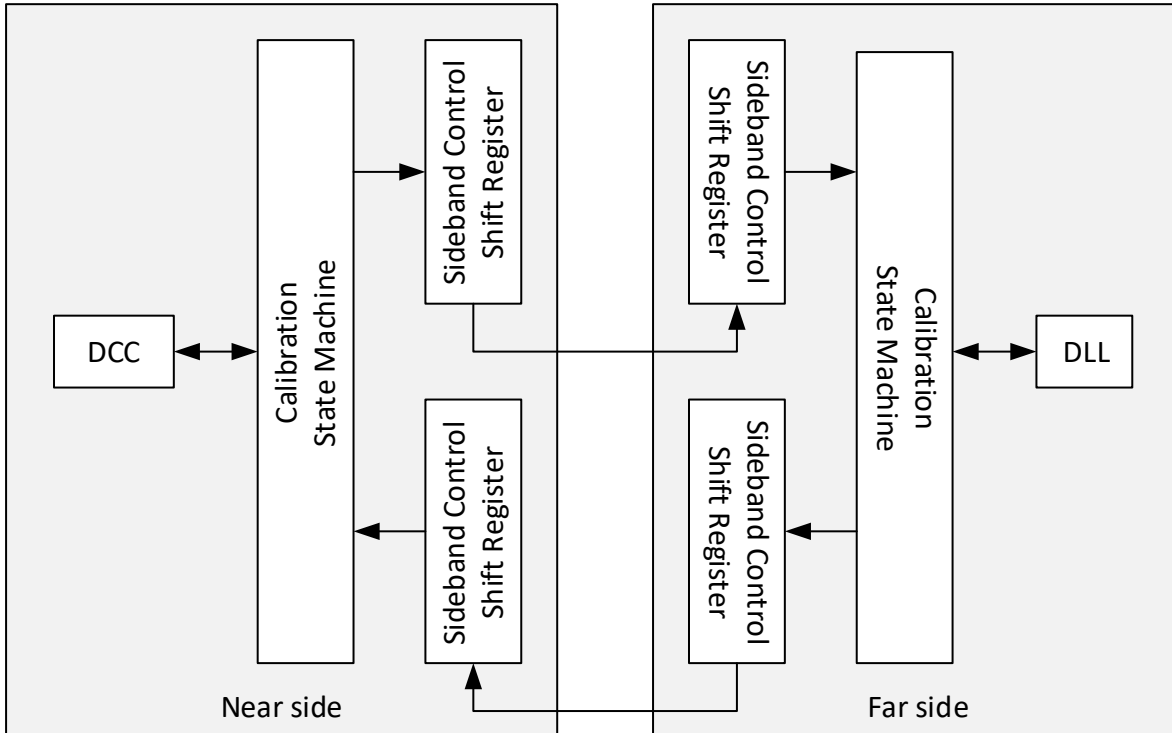 DCC
Calibration
State Machine
Sideband Control
Shift Register
Sideband Control
Shift Register
Near side
Sideband Control
Shift Register
Sideband Control
Shift Register
Calibration
State Machine
DLL
Far side